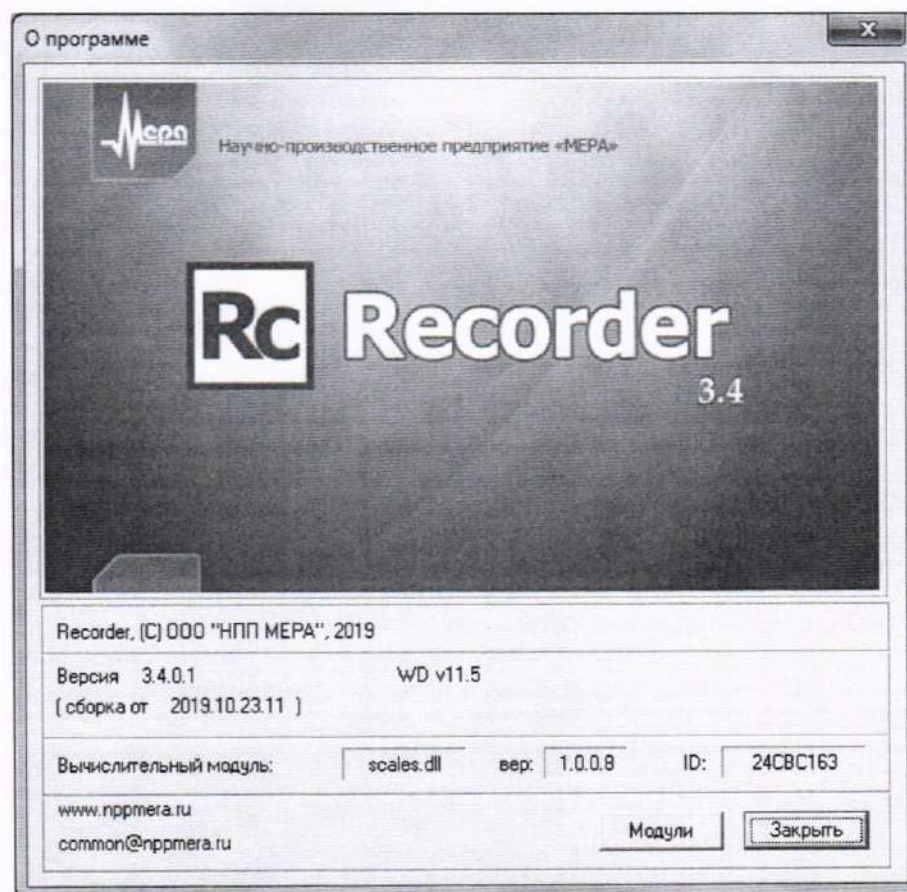 О программе
Мера
Научно-производственное предприятие «МЕРА»
Rc Recorder
3.4
Recorder, (C) ООО "НПП МЕРА", 2019
Версия 3.4.0.1 WD v11.5
( сборка от 2019.10.23.11 )
Вычислительный модуль: scales.dll вер: 1.0.0.8 ID: 24CBC163
www.nppmera.ru
common@nppmera.ru
Модули Закрыть